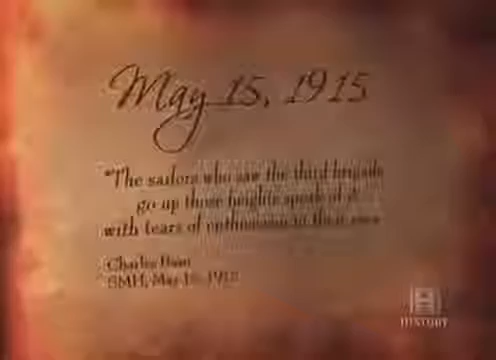 May 15, 1915
"The sailors who saw the third brigade
go up those heights speak of it
with tears of enthusiasm in their eyes
Charles Bean
SMH, May 15, 1915
HISTORY